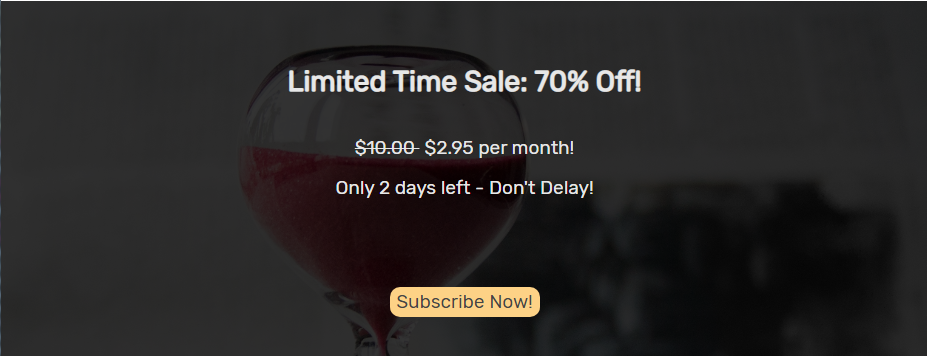 Limited Time Sale: 70% Off!
$10.00 $2.95 per month!
Only 2 days left - Don't Delay!
Subscribe Now!